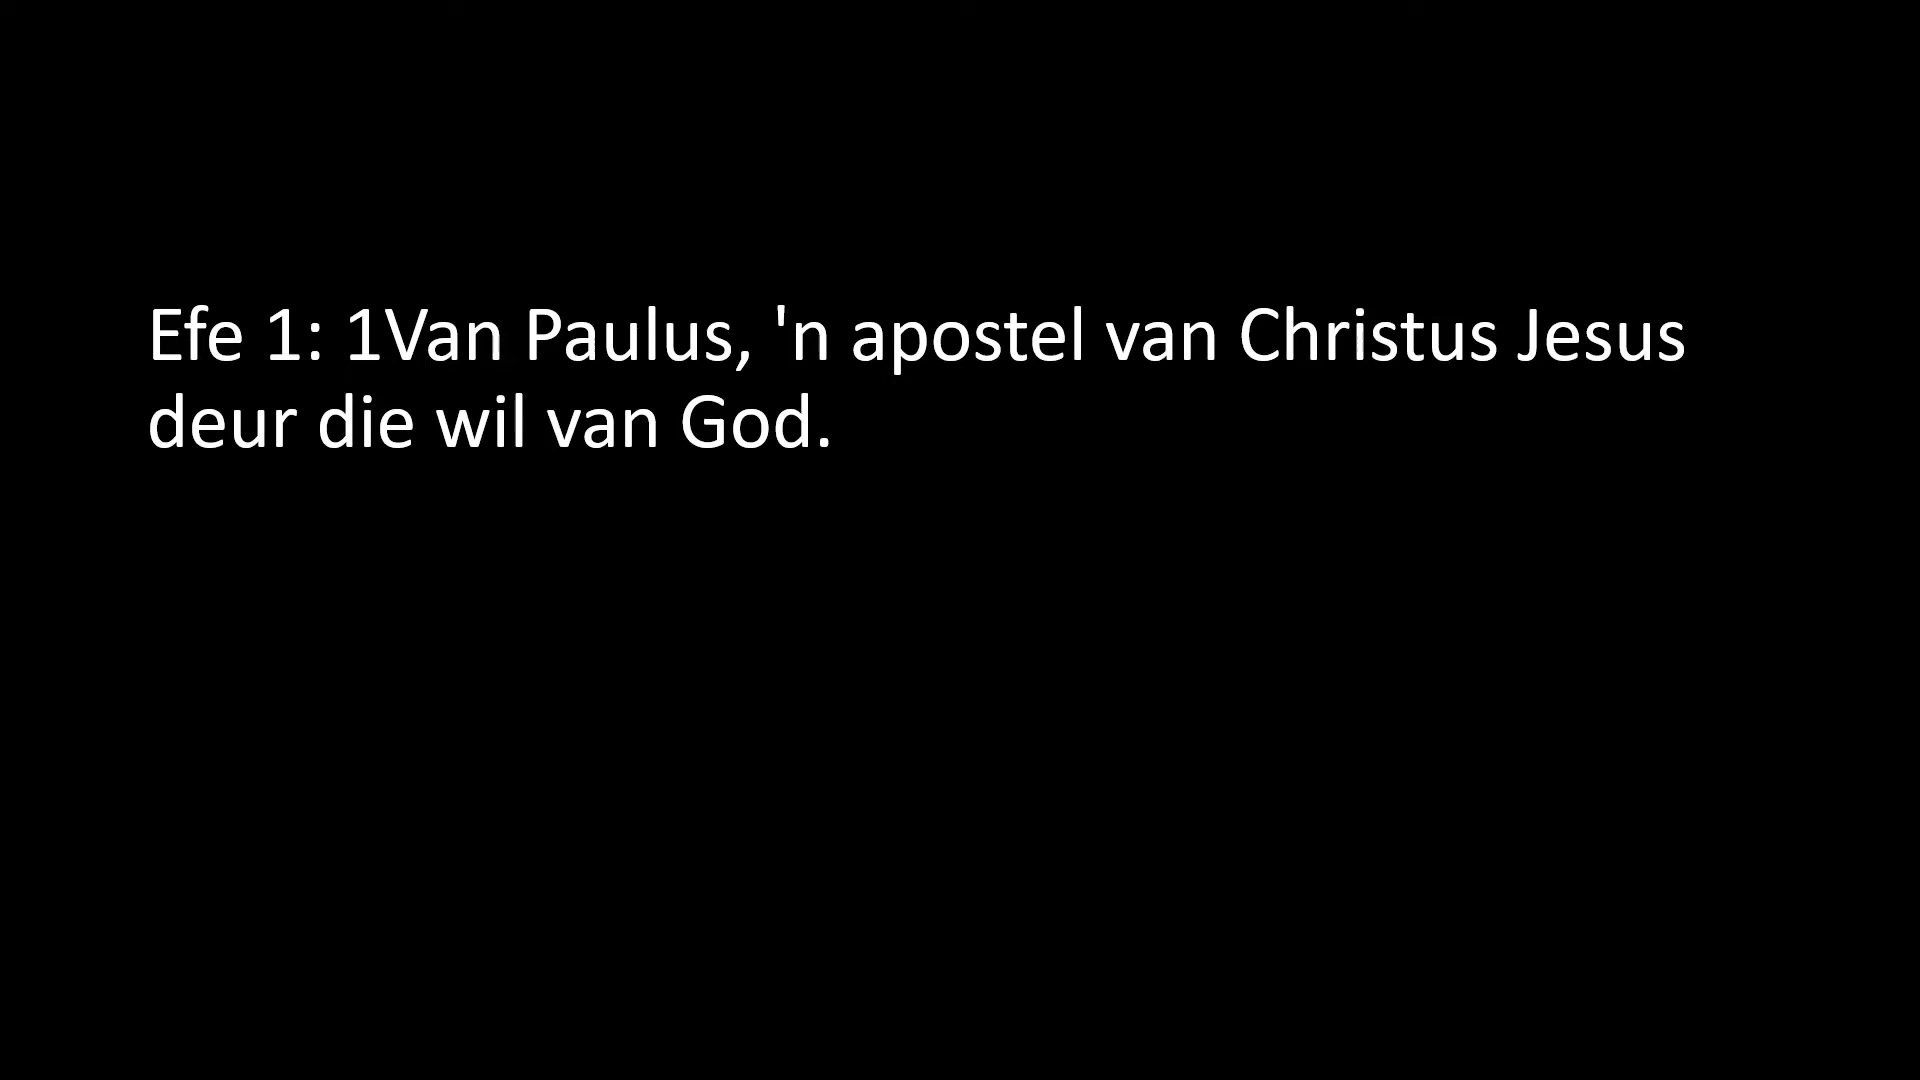 Efe 1: 1Van Paulus, 'n apostel van Christus Jesus
deur die wil van God.